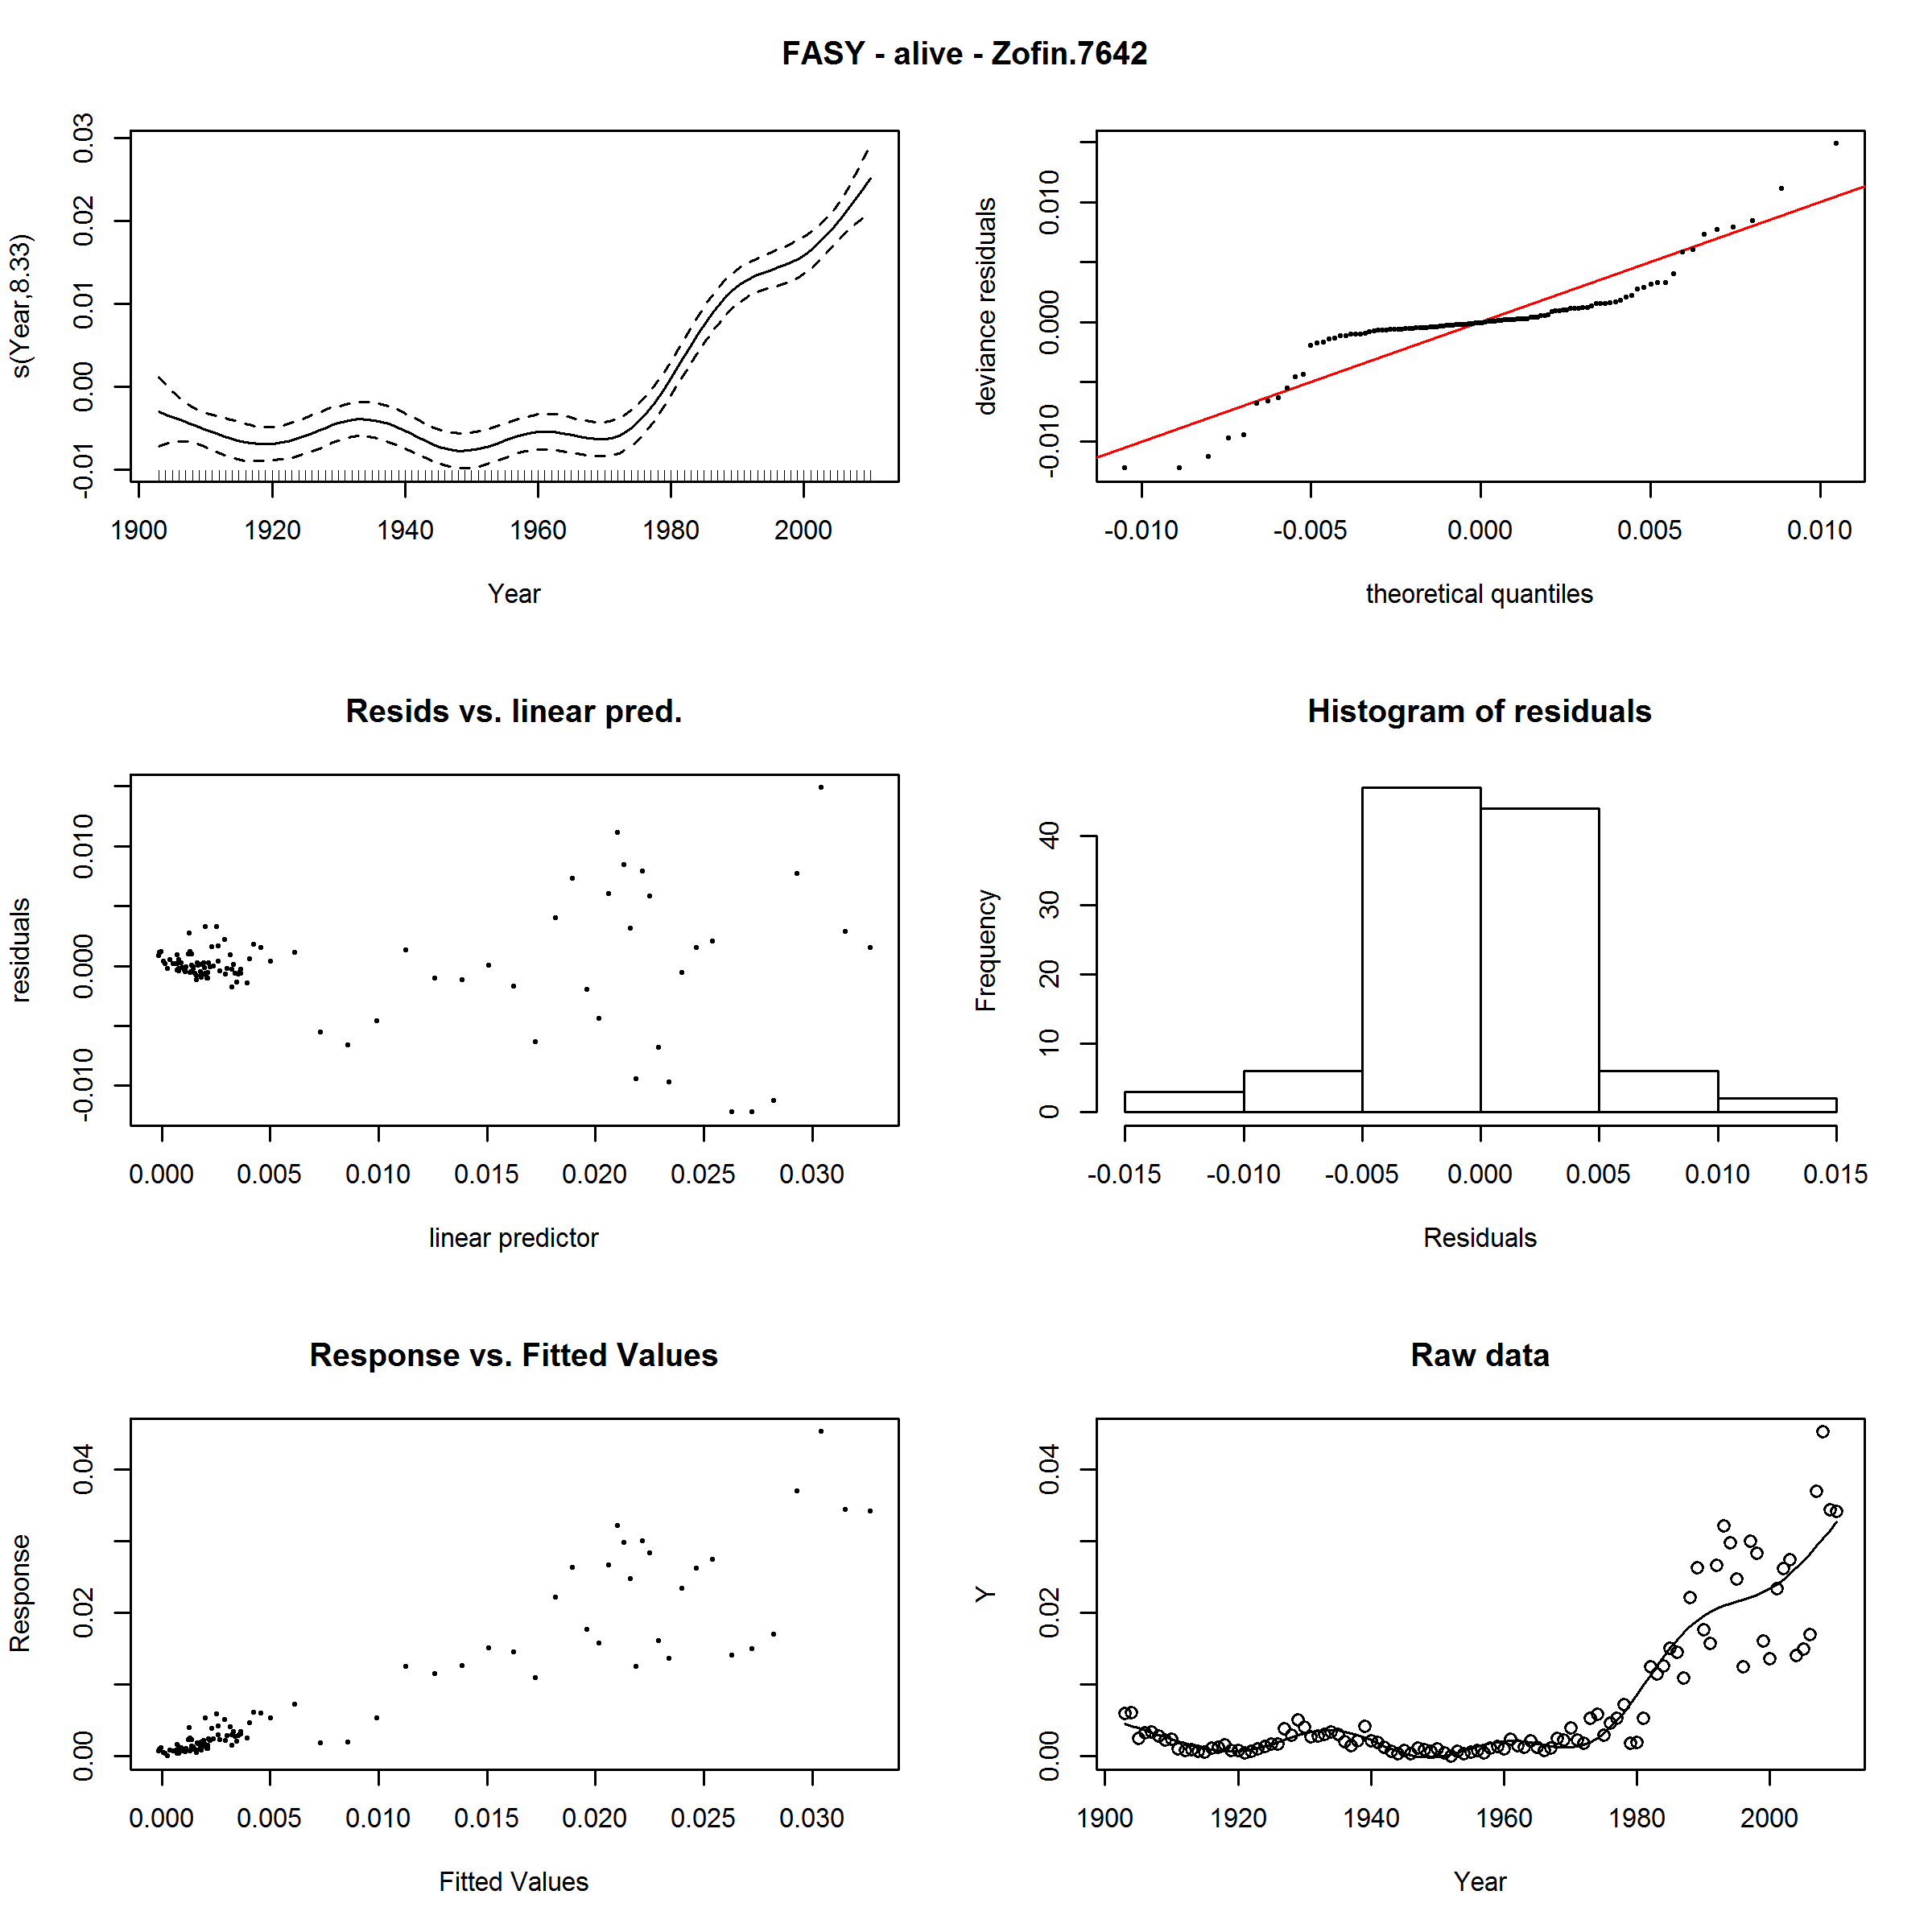 FASY - alive - Zofin.7642
s(Year,8.33)
-0.01 0.00 0.01 0.02 0.03
1900 1920 1940 1960 1980 2000
Year
deviance residuals
-0.010 0.000 0.010
-0.010 -0.005 0.000 0.005 0.010
theoretical quantiles
Resids vs. linear pred.
residuals
-0.010 0.000 0.010
0.000 0.005 0.010 0.015 0.020 0.025 0.030
linear predictor
Histogram of residuals
Frequency
0 10 20 30 40
-0.015 -0.010 -0.005 0.000 0.005 0.010 0.015
Residuals
Response vs. Fitted Values
Response
0.00 0.02 0.04
0.000 0.005 0.010 0.015 0.020 0.025 0.030
Fitted Values
Raw data
Y
0.00 0.02 0.04
1900 1920 1940 1960 1980 2000
Year